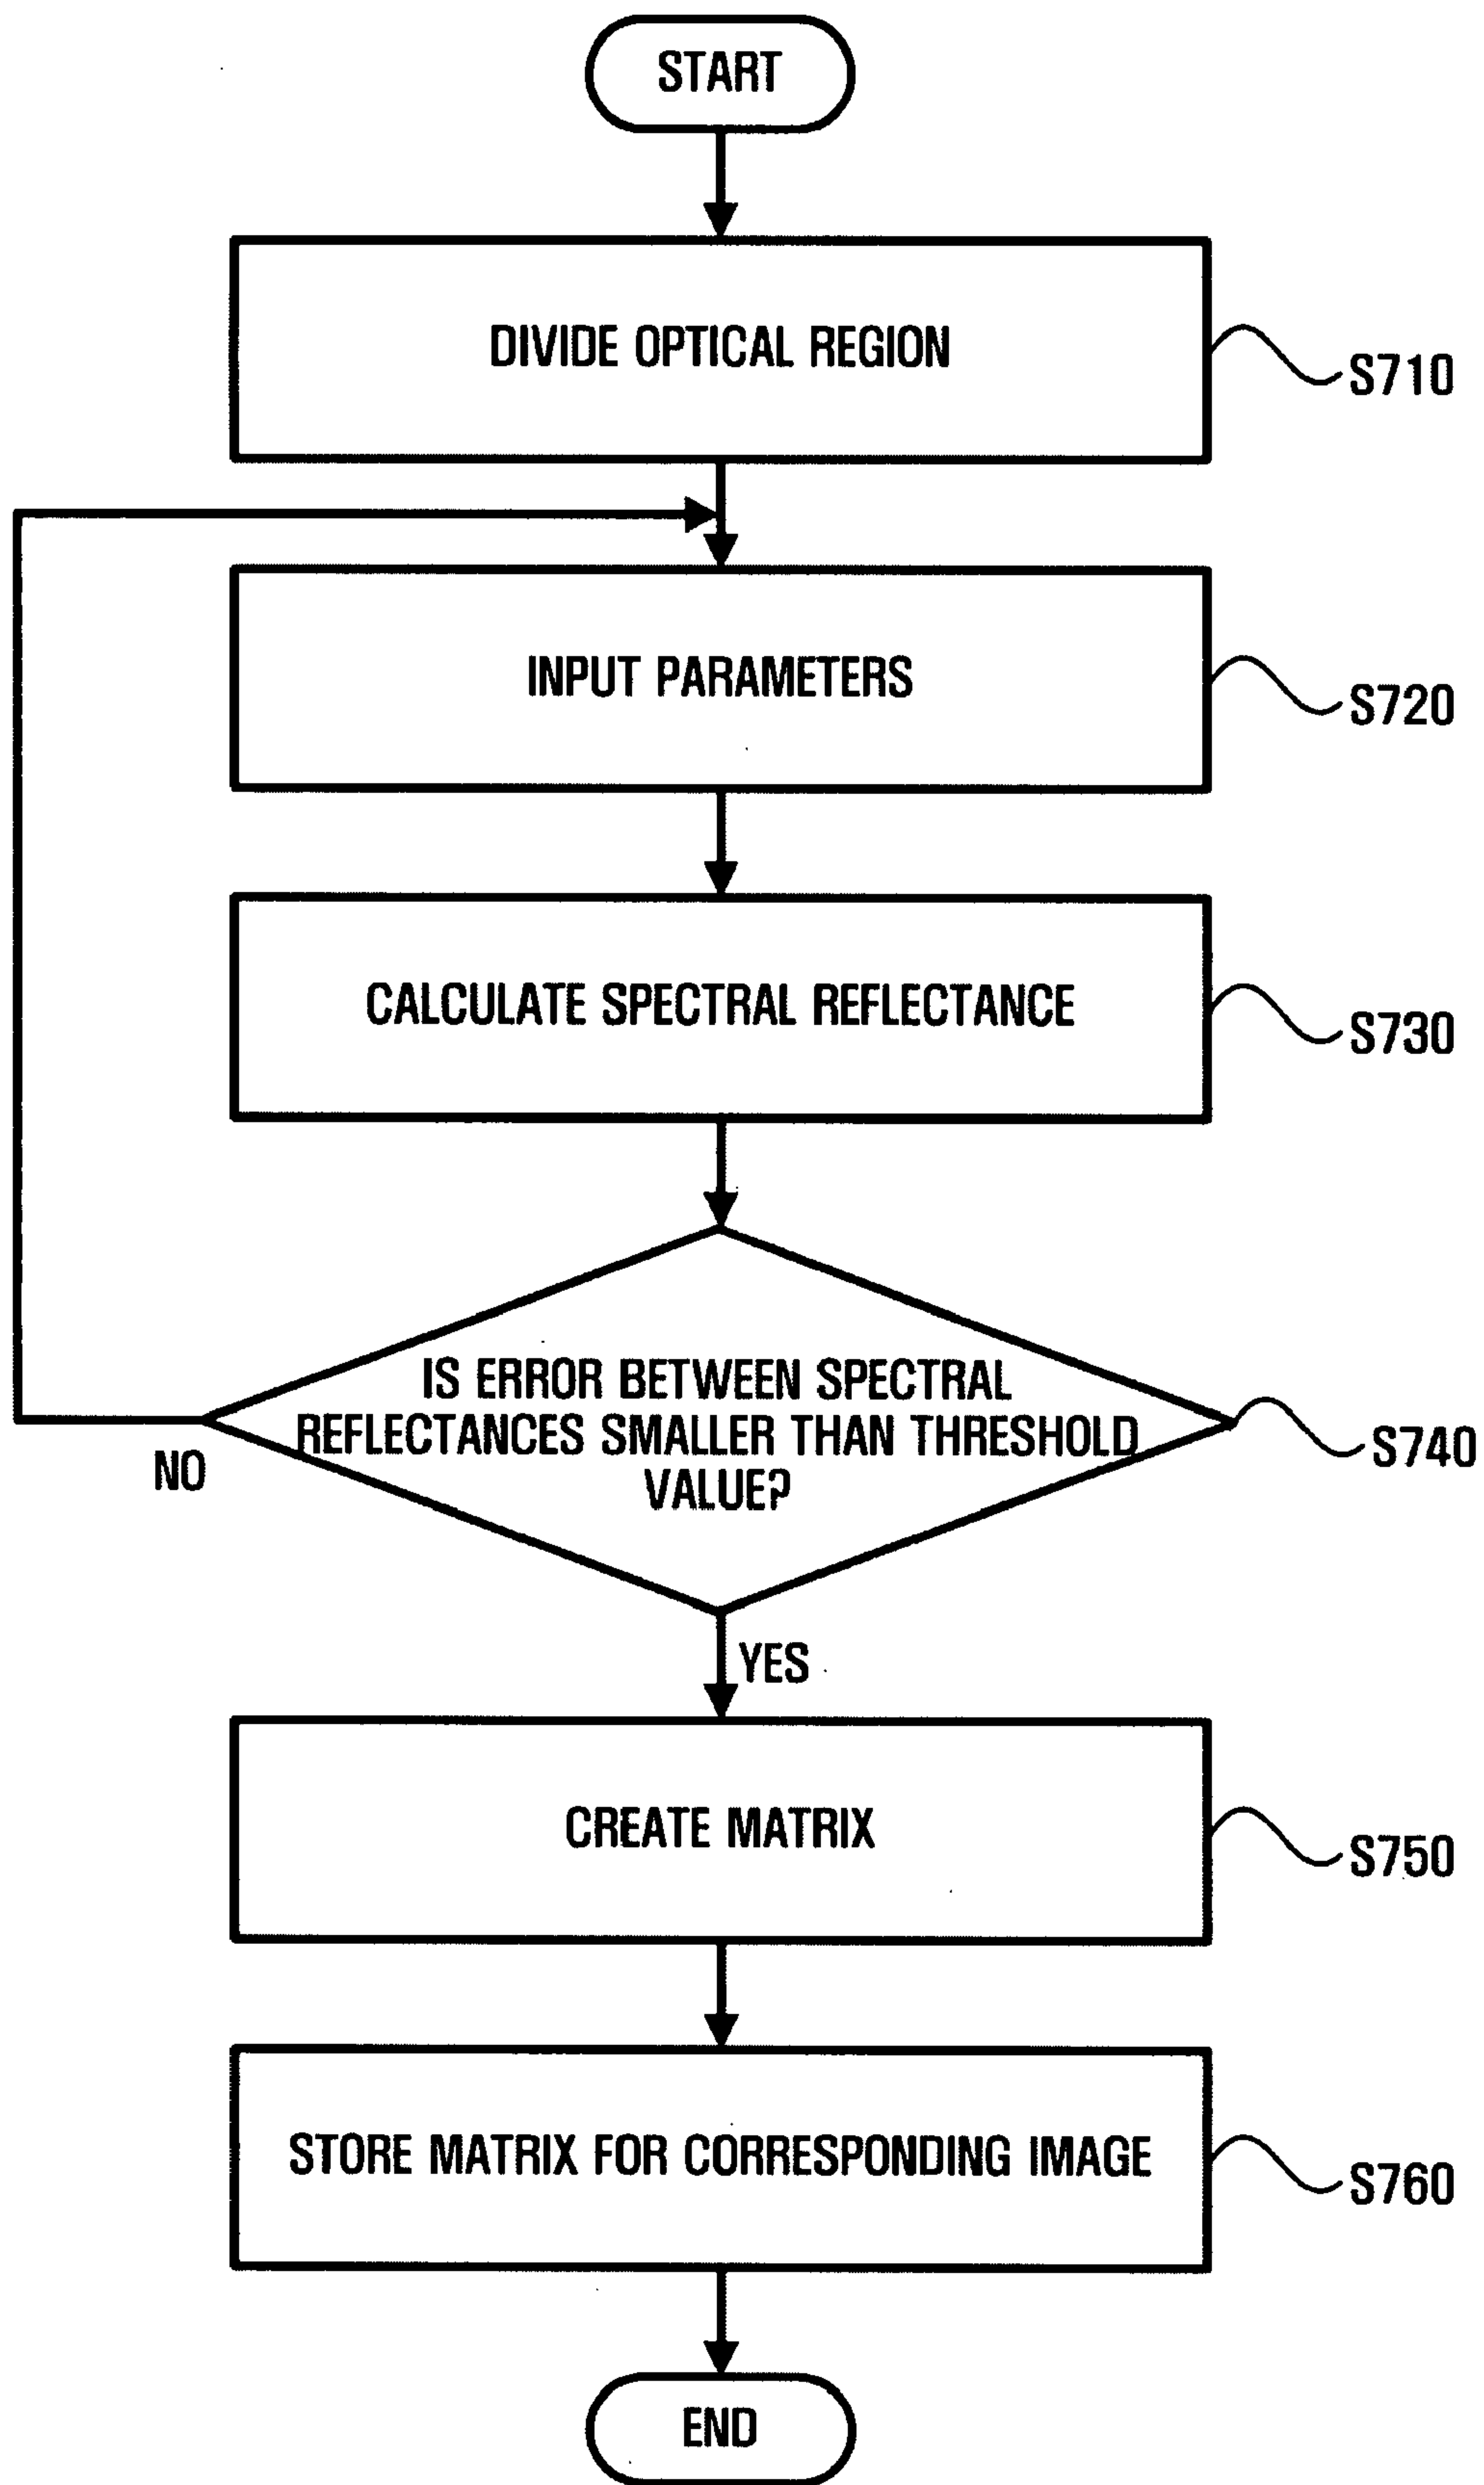 START
DIVIDE OPTICAL REGION
S710
INPUT PARAMETERS
S720
CALCULATE SPECTRAL REFLECTANCE
S730
IS ERROR BETWEEN SPECTRAL
REFLECTANCES SMALLER THAN THRESHOLD
VALUE?
S740
NO
YES
CREATE MATRIX
S750
STORE MATRIX FOR CORRESPONDING IMAGE
S760
END